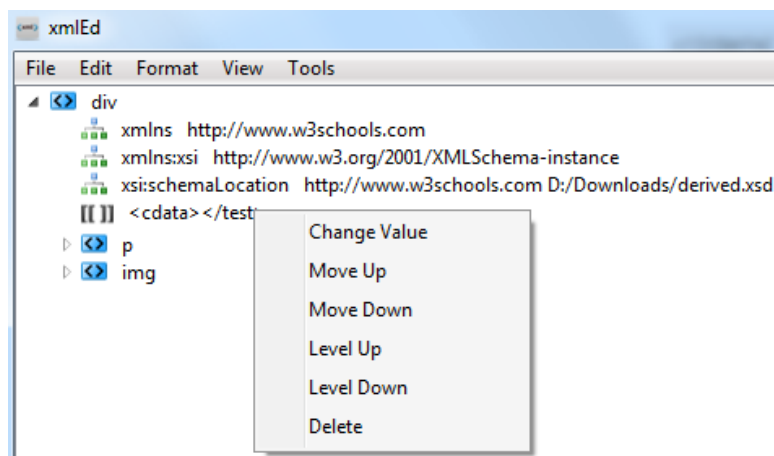 xmlEd
File Edit Format View Tools
div
xmlns http://www.w3schools.com
xmlns:xsi http://www.w3.org/2001/XMLSchema-instance
xsi:schemaLocation http://www.w3schools.com D:/Downloads/derived.xsd
[[ ]] <cdata></test>
p
img
Change Value
Move Up
Move Down
Level Up
Level Down
Delete